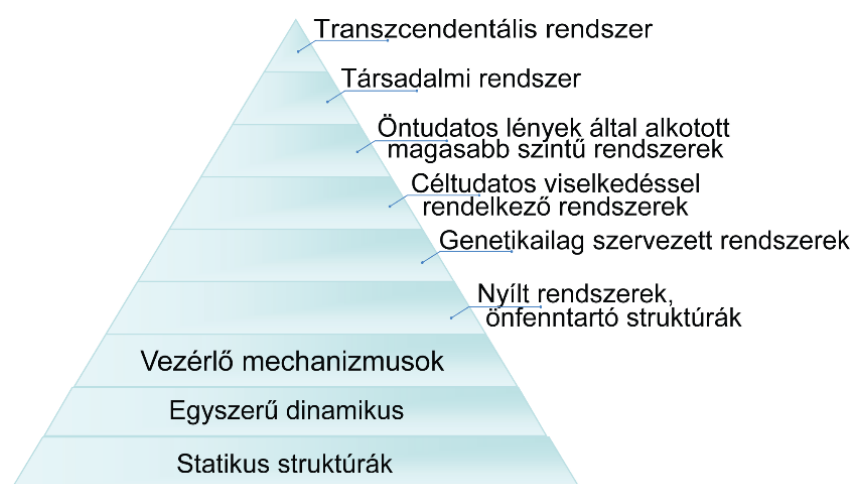 Transzcendentális rendszer
Társadalmi rendszer
Öntudatos lények által alkotott
magasabb szintű rendszerek
Céltudatos viselkedéssel
rendelkező rendszerek
Genetikailag szervezett rendszerek
Nyílt rendszerek,
önfenntartó struktúrák
Vezérlő mechanizmusok
Egyszerű dinamikus
Statikus struktúrák